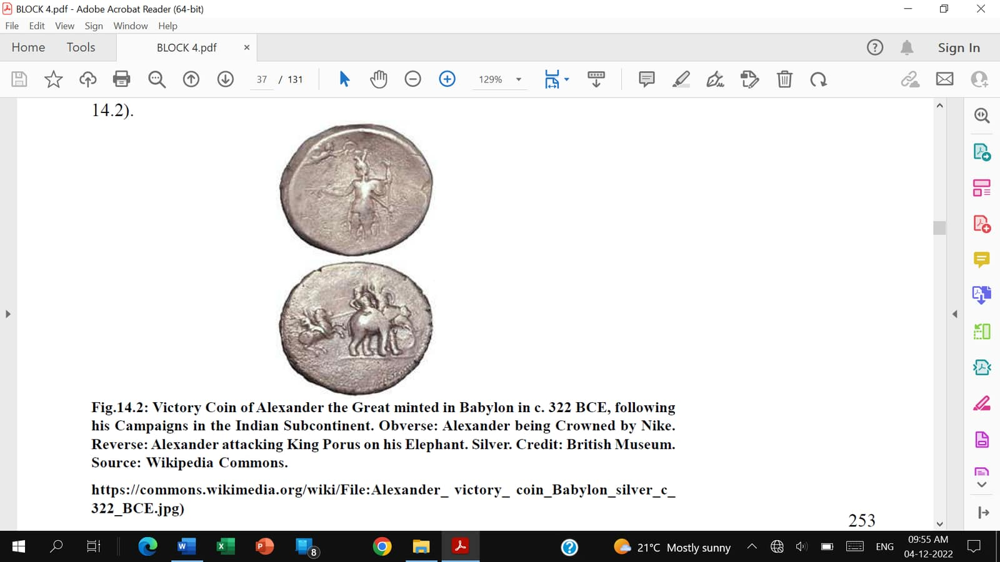 BLOCK 4.pdf - Adobe Acrobat Reader (64-bit)
File Edit View Sign Window Help
Home Tools BLOCK 4.pdf × Sign In
37 / 131 129%
14.2).
Fig.14.2: Victory Coin of Alexander the Great minted in Babylon in c. 322 BCE, following
his Campaigns in the Indian Subcontinent. Obverse: Alexander being Crowned by Nike.
Reverse: Alexander attacking King Porus on his Elephant. Silver. Credit: British Museum.
Source: Wikipedia Commons.
https://commons.wikimedia.org/wiki/File:Alexander_ victory_ coin_Babylon_silver_c_
322_BCE.jpg)
253
8
21°C Mostly sunny
ENG
09:55 AM
04-12-2022